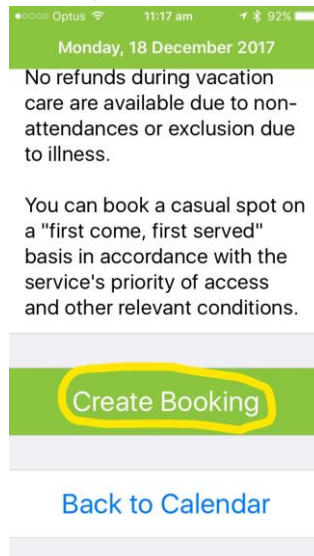 Optus 11:17 am 92%
Monday, 18 December 2017
No refunds during vacation
care are available due to non-
attendances or exclusion due
to illness.
You can book a casual spot on
a "first come, first served"
basis in accordance with the
service's priority of access
and other relevant conditions.
Create Booking
Back to Calendar